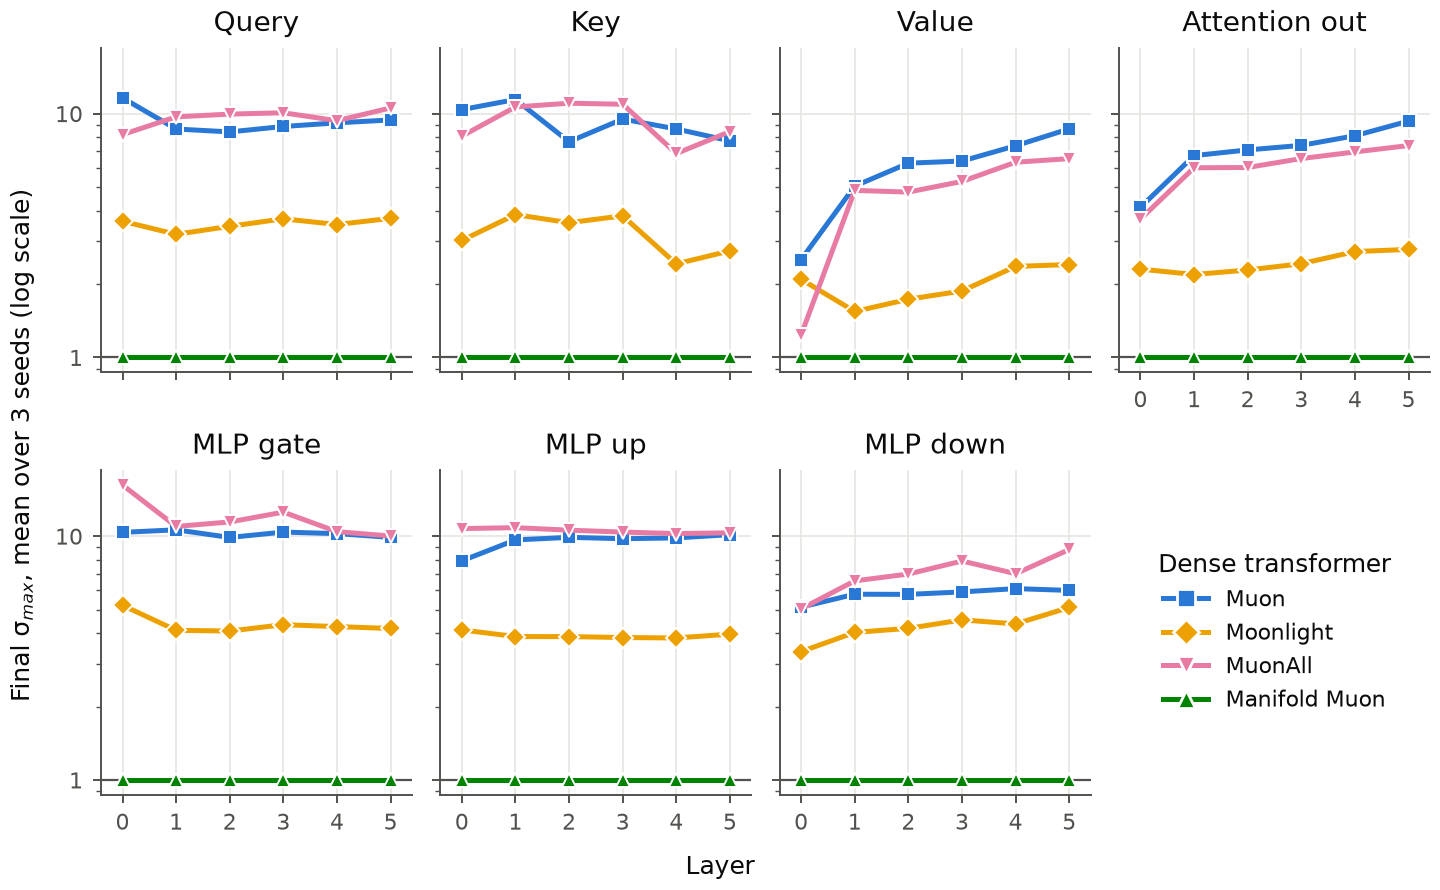 Query
Key
Value
Attention out
10
1
0 1 2 3 4 5
Final σmax, mean over 3 seeds (log scale)
MLP gate
MLP up
MLP down
10
1
0 1 2 3 4 5
0 1 2 3 4 5
0 1 2 3 4 5
Dense transformer
Muon
Moonlight
MuonAll
Manifold Muon
Layer